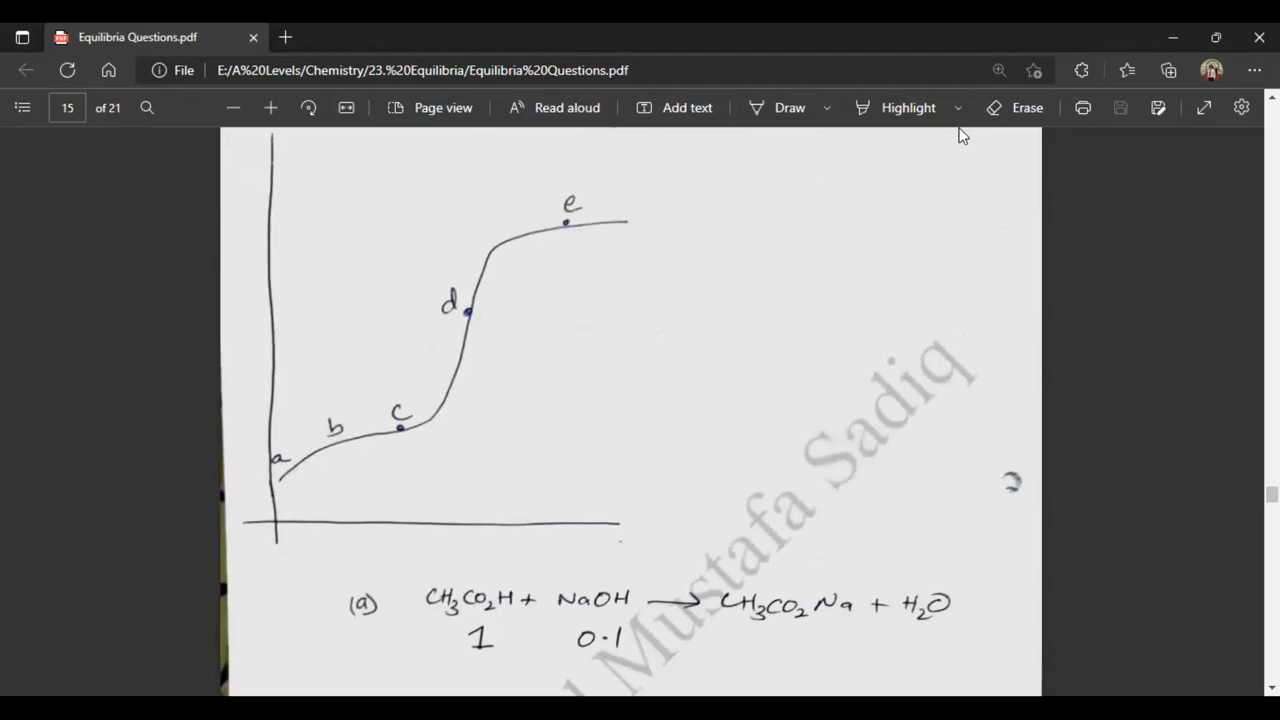 Equilibria Questions.pdf
File E:/A%20Levels/Chemistry/23.%20Equilibria/Equilibria%20Questions.pdf
15 of 21 Page view Read aloud Add text Draw Highlight Erase
e
d
c
b
a
(a) CH3CO2H + NaOH → CH3CO2Na + H2O
1 0.1
Mustafa Sadiq